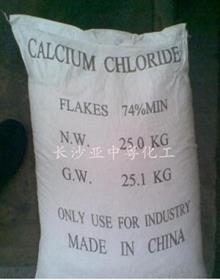 CALCIUM CHLORIDE
FLAKES 74%MIN
N.W. 25.0 KG
长沙亚中等化工
G.W. 25.1 KG
ONLY USE FOR INDUSTRY
MADE IN CHINA